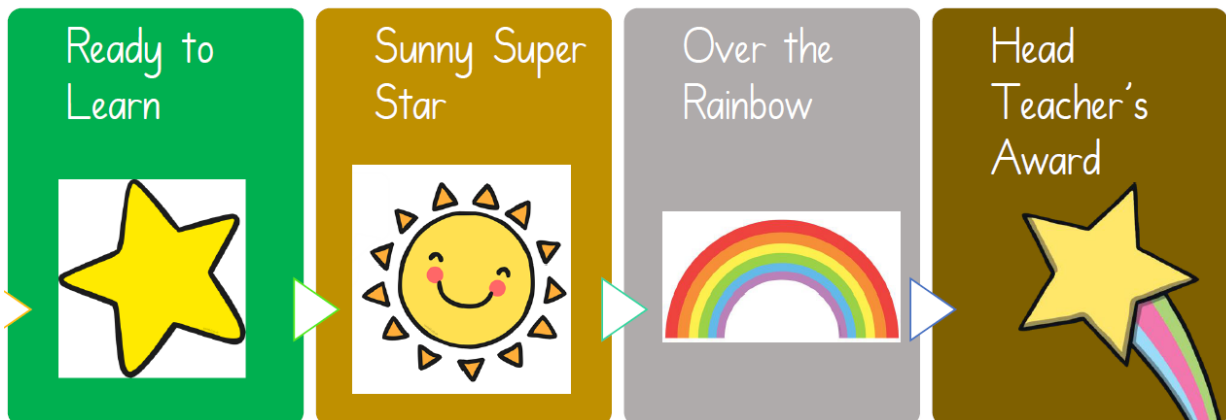 Ready to
Learn
Sunny Super
Star
Over the
Rainbow
Head
Teacher's
Award